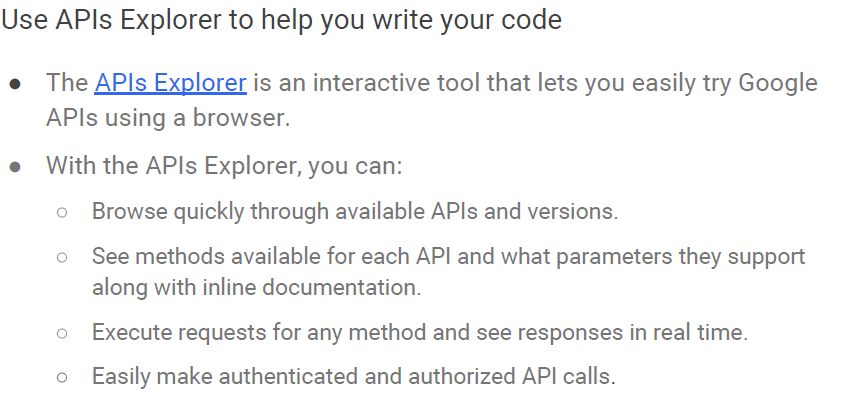 Use APIs Explorer to help you write your code
● The APIs Explorer is an interactive tool that lets you easily try Google
APIs using a browser.
● With the APIs Explorer, you can:
○ Browse quickly through available APIs and versions.
○ See methods available for each API and what parameters they support
along with inline documentation.
○ Execute requests for any method and see responses in real time.
○ Easily make authenticated and authorized API calls.